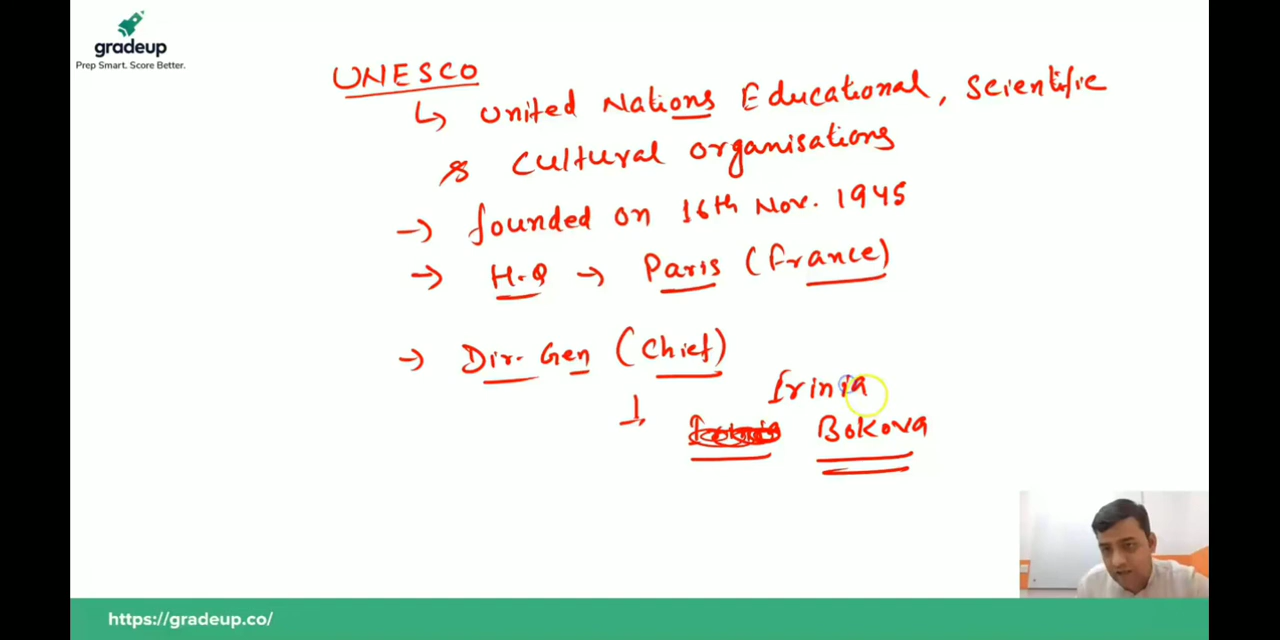 gradeup
Prep Smart. Score Better.
UNESCO
↳ United Nations Educational, Scientific
& Cultural Organisations
→ founded on 16th Nov. 1945
→ H.Q → Paris (France)
→ Dir. Gen (Chief)
Irinia
Bokova
https://gradeup.co/